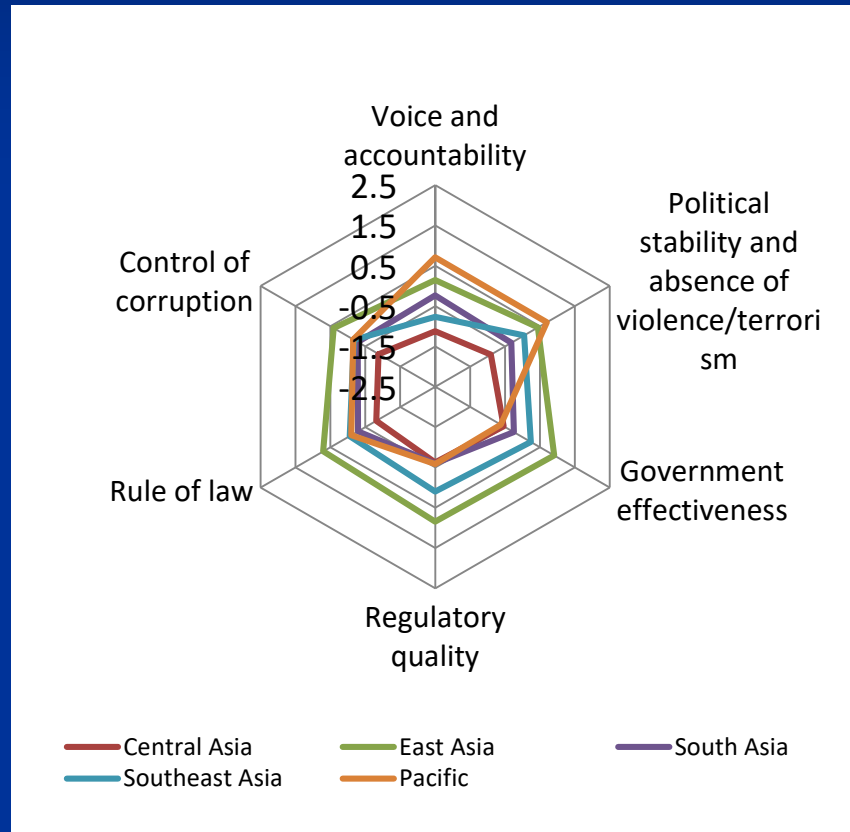 Voice and
accountability
2.5
1.5
0.5
-0.5
-1.5
-2.5
Political
stability and
absence of
violence/terrori
sm
Control of
corruption
Rule of law
Government
effectiveness
Regulatory
quality
Central Asia
East Asia
South Asia
Southeast Asia
Pacific